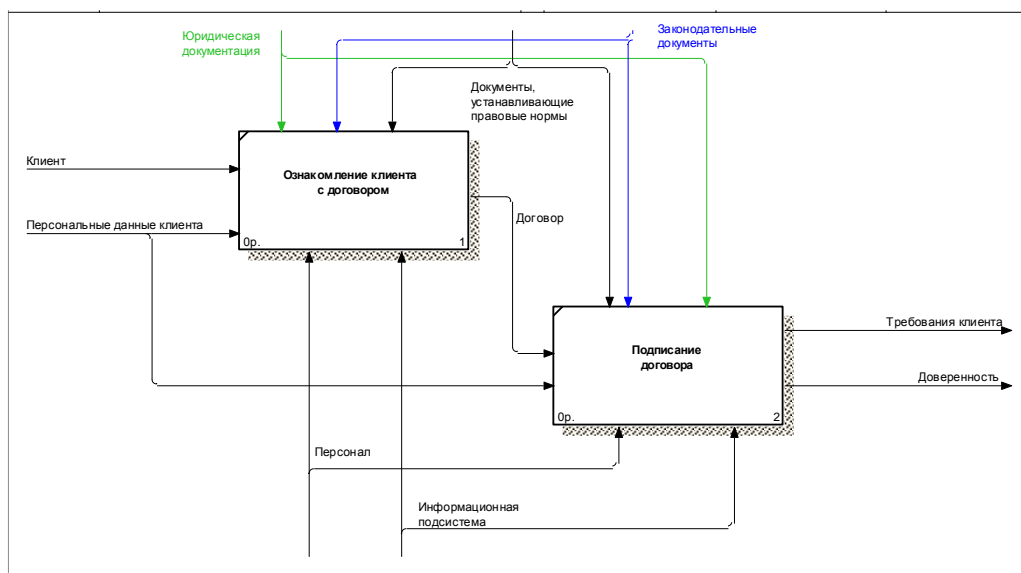 Юридическая
документация
Законодательные
документы
Документы,
устанавливающие
правовые нормы
Клиент
Ознакомление клиента
с договором
Персональные данные клиента
0р.
1
Договор
Требования клиента
Подписание
договора
Доверенность
0р.
2
Персонал
Информационная
подсистема